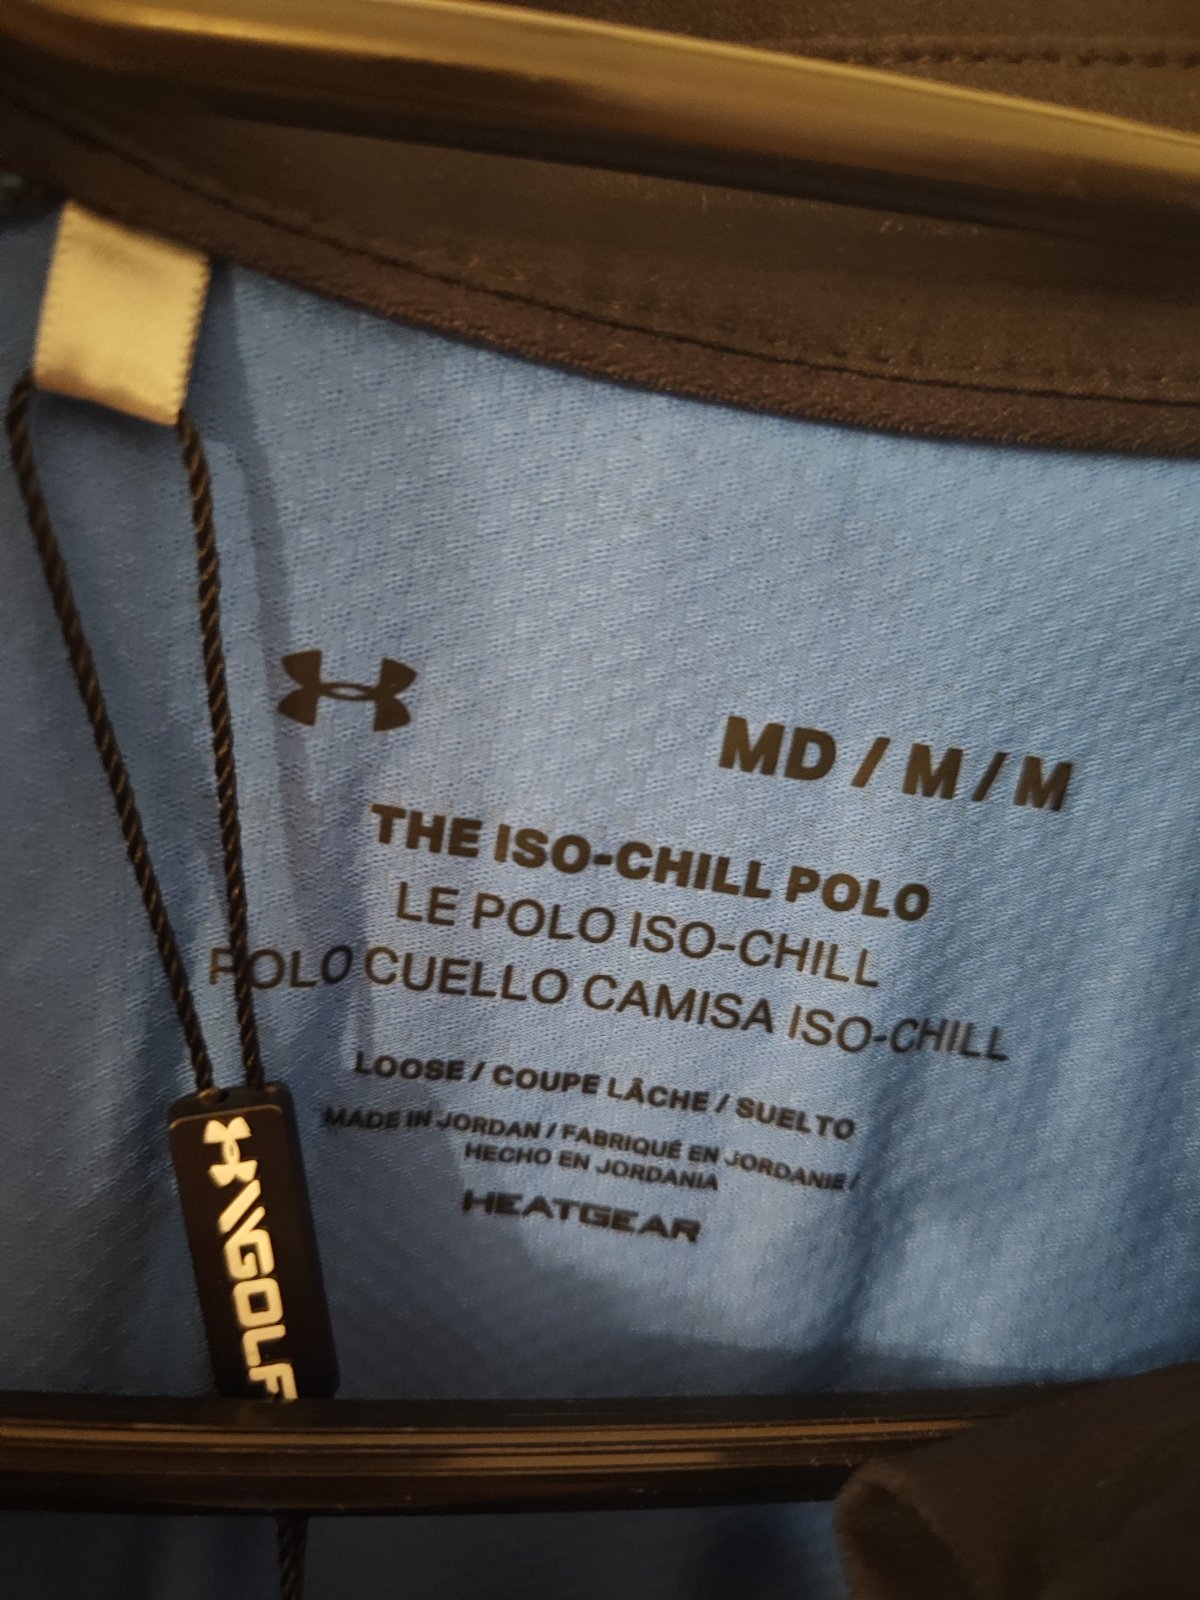 MD / M / M
THE ISO-CHILL POLO
LE POLO ISO-CHILL
POLO CUELLO CAMISA ISO-CHILL
LOOSE / COUPE LÂCHE / SUELTO
MADE IN JORDAN / FABRIQUÉ EN JORDANIE /
HECHO EN JORDANIA
HEATGEAR
GOLF